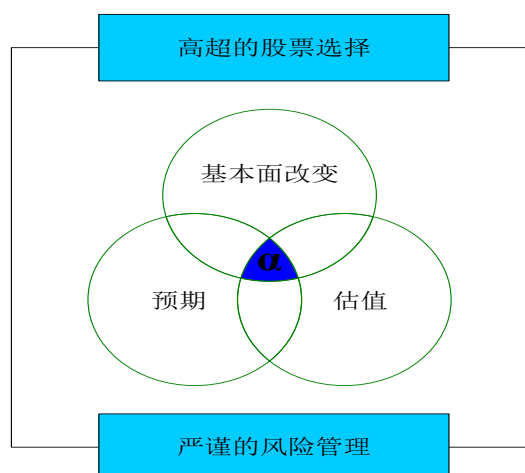 高超的股票选择
基本面改变
α
预期
估值
严谨的风险管理